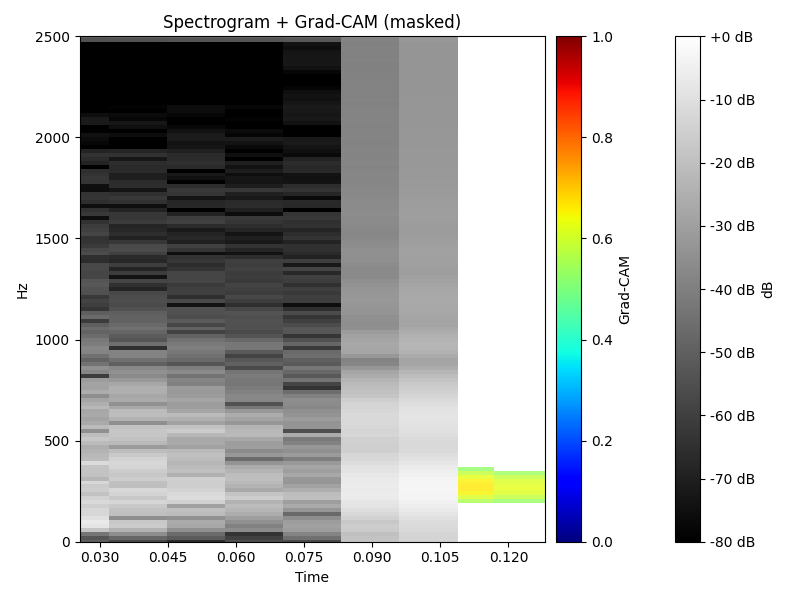 Spectrogram + Grad-CAM (masked)
2500
2000
1500
1000
500
0
Hz
0.030
0.045
0.060
0.075
0.090
0.105
0.120
Time
1.0
0.8
0.6
0.4
0.2
0.0
Grad-CAM
+0 dB
-10 dB
-20 dB
-30 dB
-40 dB
-50 dB
-60 dB
-70 dB
-80 dB
dB